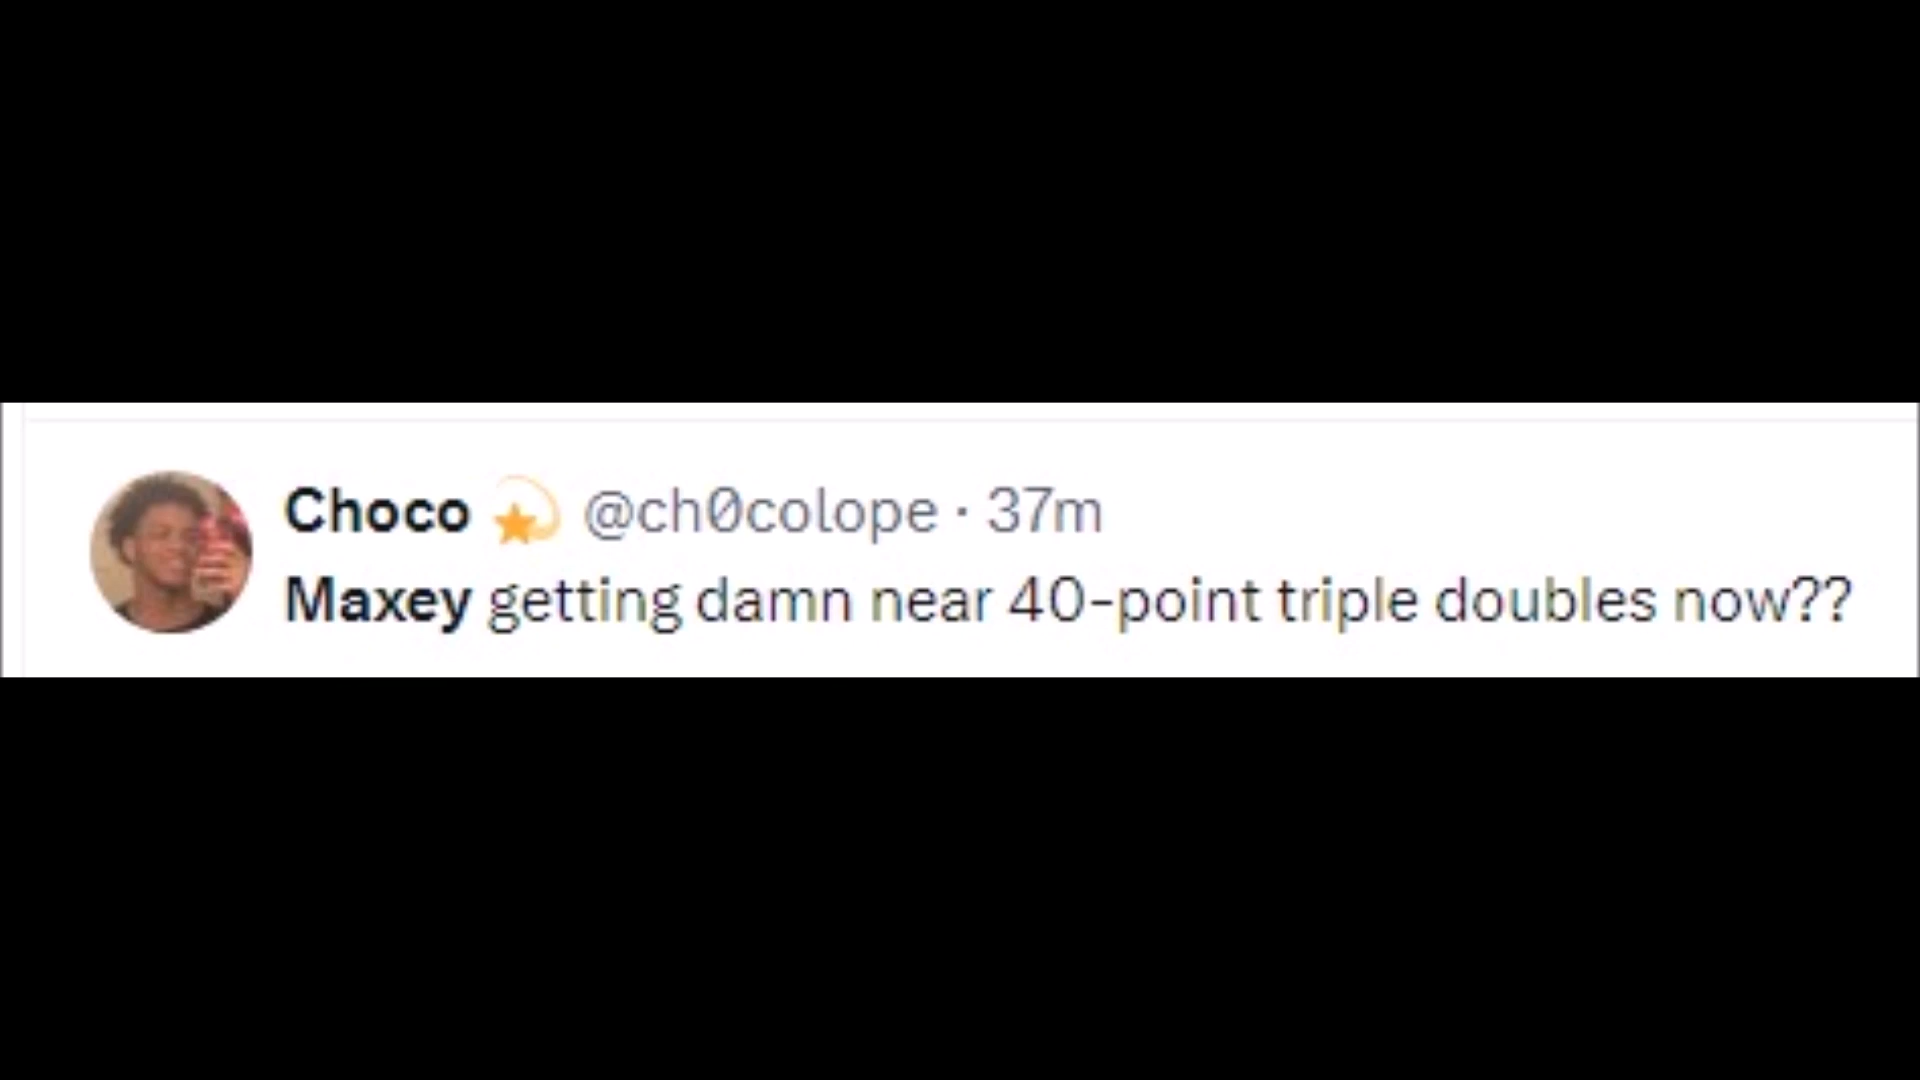 Choco 💫 @ch0colope · 37m
Maxey getting damn near 40-point triple doubles now??